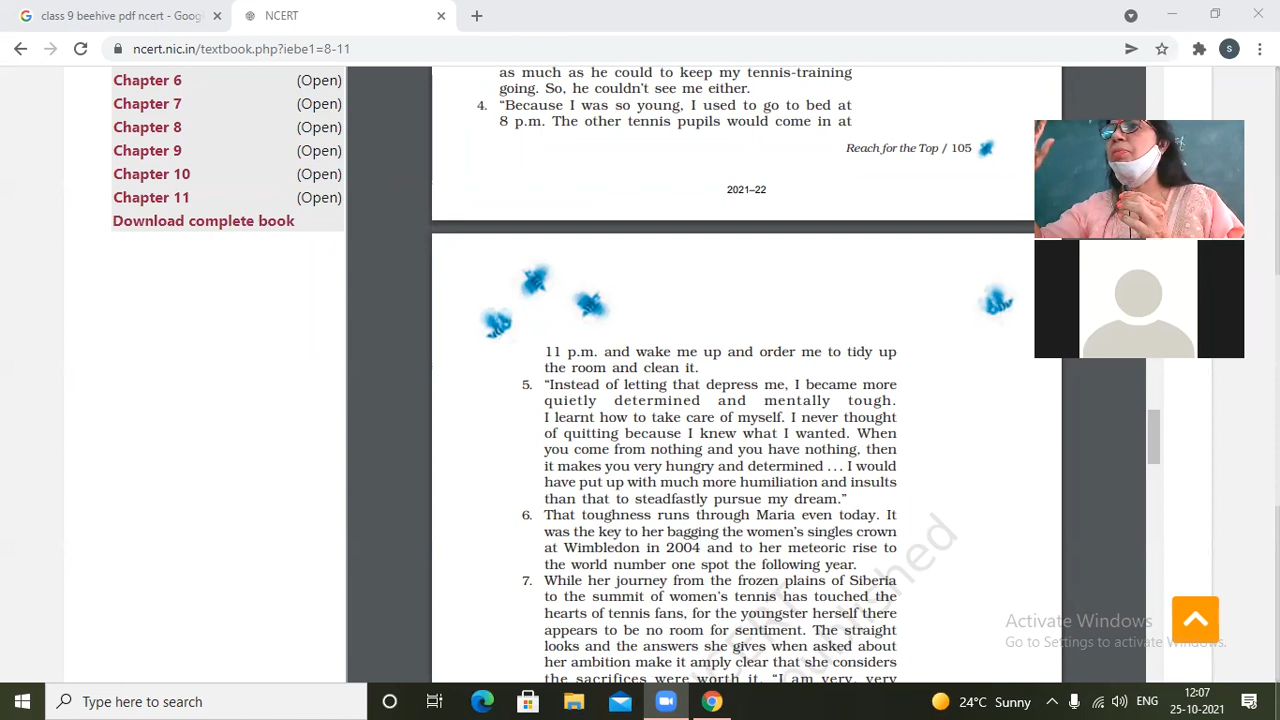 class 9 beehive pdf ncert - Goog
NCERT
ncert.nic.in/textbook.php?iebe1=8-11
S
Chapter 6 (Open)
Chapter 7 (Open)
Chapter 8 (Open)
Chapter 9 (Open)
Chapter 10 (Open)
Chapter 11 (Open)
Download complete book
as much as he could to keep my tennis-training
going. So, he couldn't see me either.
4. “Because I was so young, I used to go to bed at
8 p.m. The other tennis pupils would come in at
Reach for the Top / 105
2021–22
11 p.m. and wake me up and order me to tidy up
the room and clean it.
5. “Instead of letting that depress me, I became more
quietly determined and mentally tough.
I learnt how to take care of myself. I never thought
of quitting because I knew what I wanted. When
you come from nothing and you have nothing, then
it makes you very hungry and determined ... I would
have put up with much more humiliation and insults
than that to steadfastly pursue my dream.”
6. That toughness runs through Maria even today. It
was the key to her bagging the women's singles crown
at Wimbledon in 2004 and to her meteoric rise to
the world number one spot the following year.
7. While her journey from the frozen plains of Siberia
to the summit of women's tennis has touched the
hearts of tennis fans, for the youngster herself there
appears to be no room for sentiment. The straight
looks and the answers she gives when asked about
her ambition make it amply clear that she considers
the sacrifices were worth it. “I am very, very
Activate Windows
Go to Settings to activate Windows.
Type here to search
24°C Sunny
ENG
12:07
25-10-2021